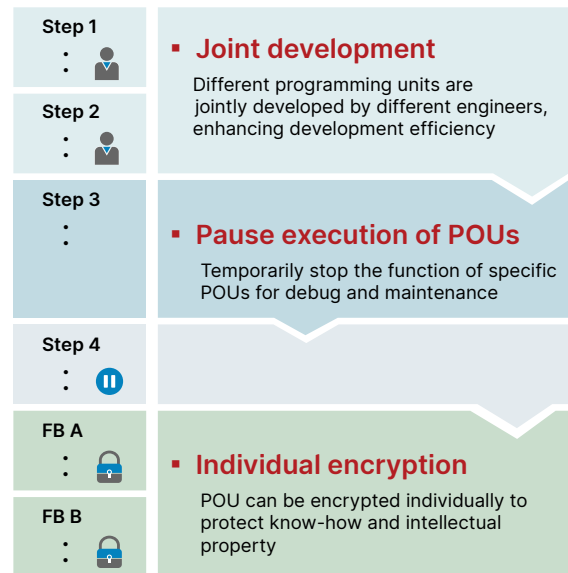 Step 1
Step 2
▪ Joint development
Different programming units are
jointly developed by different engineers,
enhancing development efficiency
Step 3
▪ Pause execution of POUs
Temporarily stop the function of specific
POUs for debug and maintenance
Step 4
FB A
FB B
▪ Individual encryption
POU can be encrypted individually to
protect know-how and intellectual
property